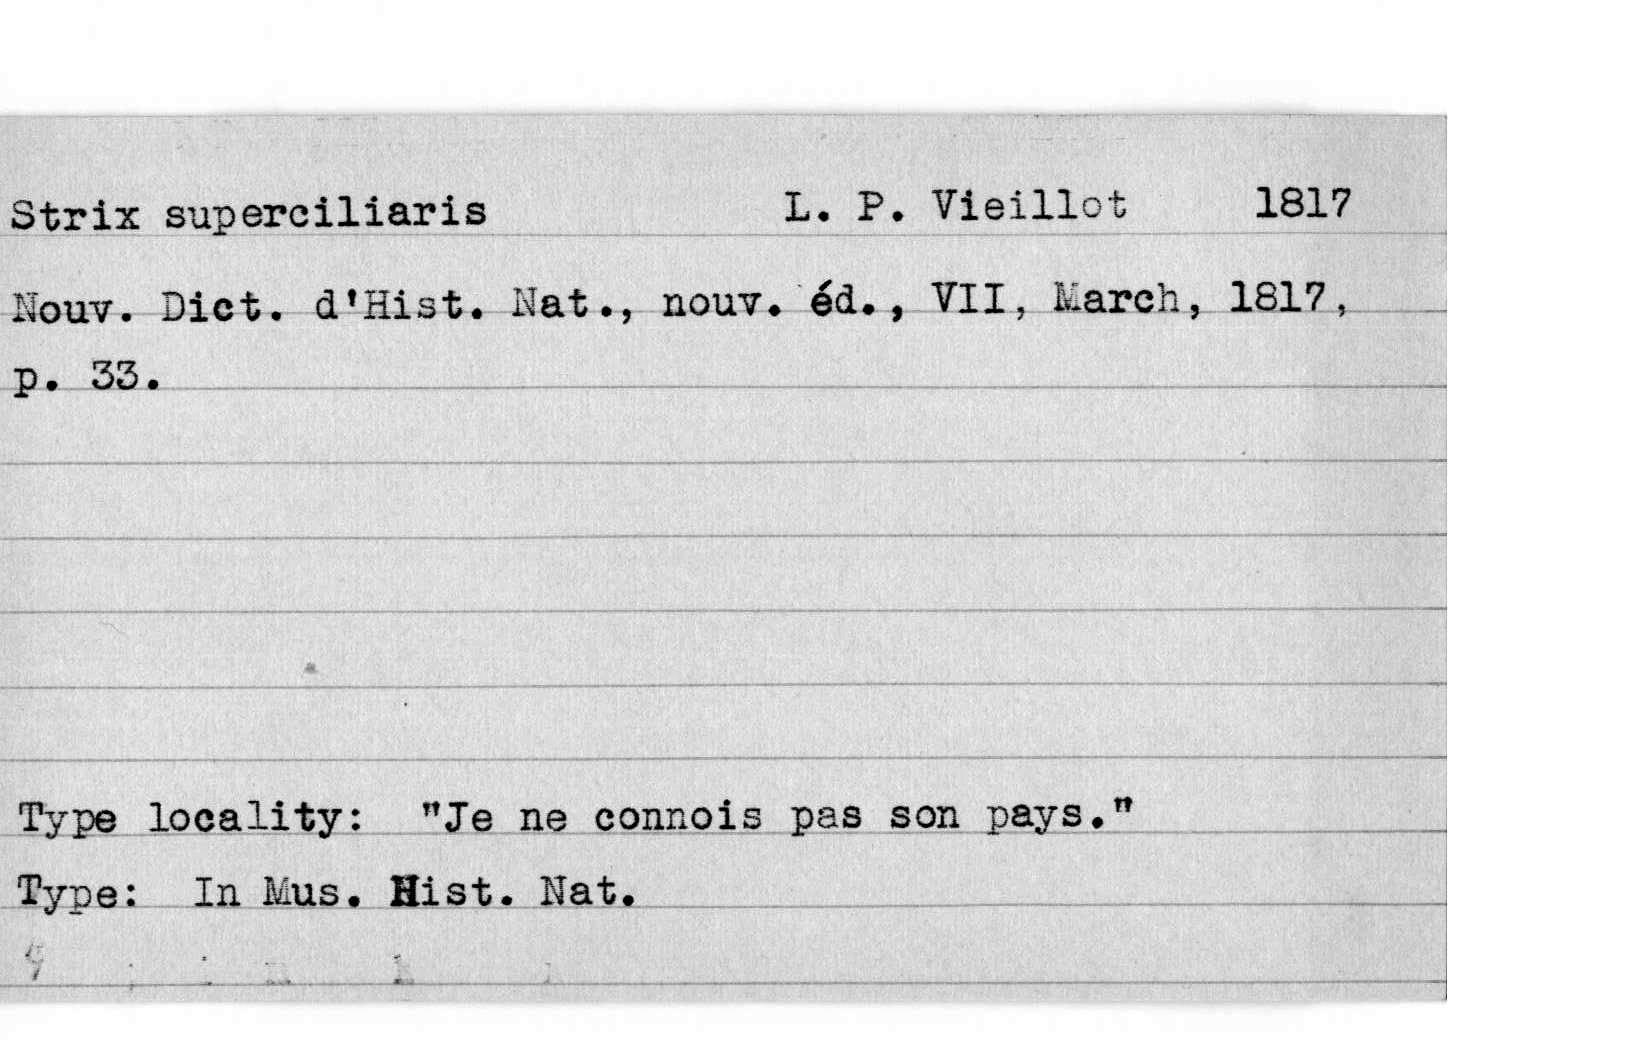 Strix superciliaris L. P. Vieillot 1817
Nouv. Dict. d'Hist. Nat., nouv. éd., VII, March, 1817,
p. 33.
Type locality: "Je ne connois pas son pays."
Type: In Mus. Hist. Nat.